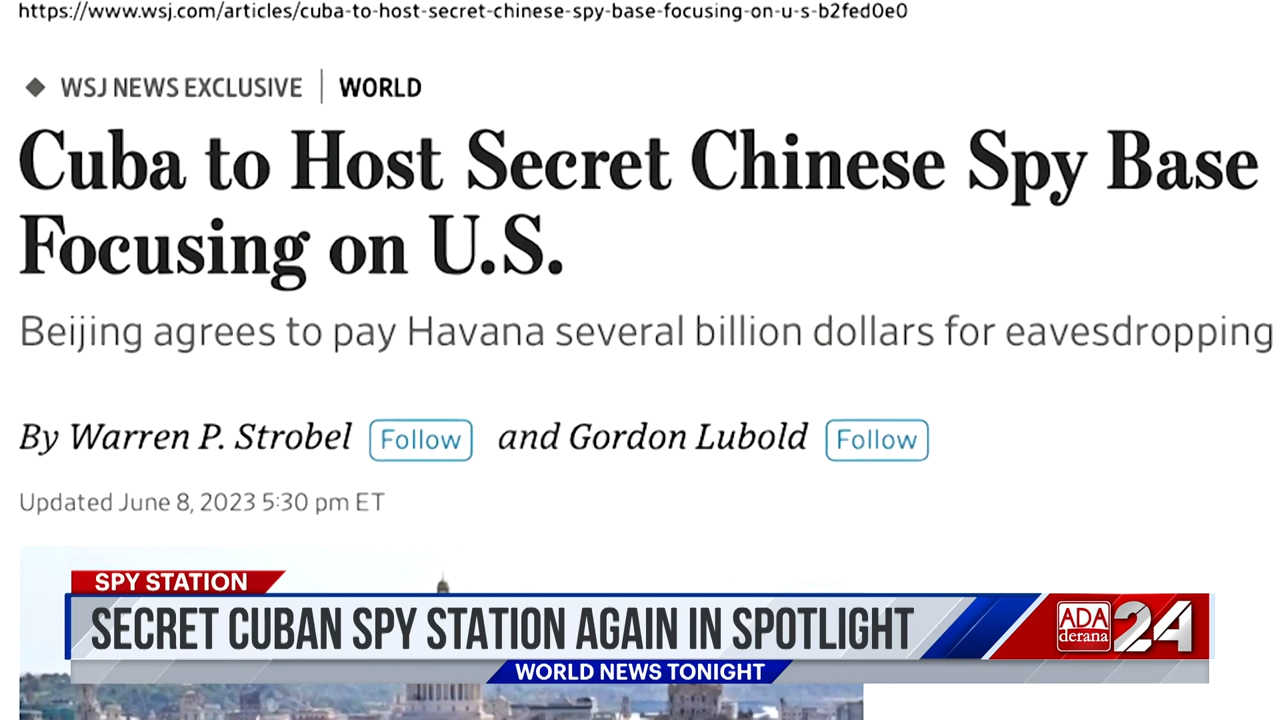 https://www.wsj.com/articles/cuba-to-host-secret-chinese-spy-base-focusing-on-u-s-b2fed0e0
WSJ NEWS EXCLUSIVE | WORLD
Cuba to Host Secret Chinese Spy Base
Focusing on U.S.
Beijing agrees to pay Havana several billion dollars for eavesdropping
By Warren P. Strobel Follow and Gordon Lubold Follow
Updated June 8, 2023 5:30 pm ET
SPY STATION
SECRET CUBAN SPY STATION AGAIN IN SPOTLIGHT
ADA
derana
24
WORLD NEWS TONIGHT